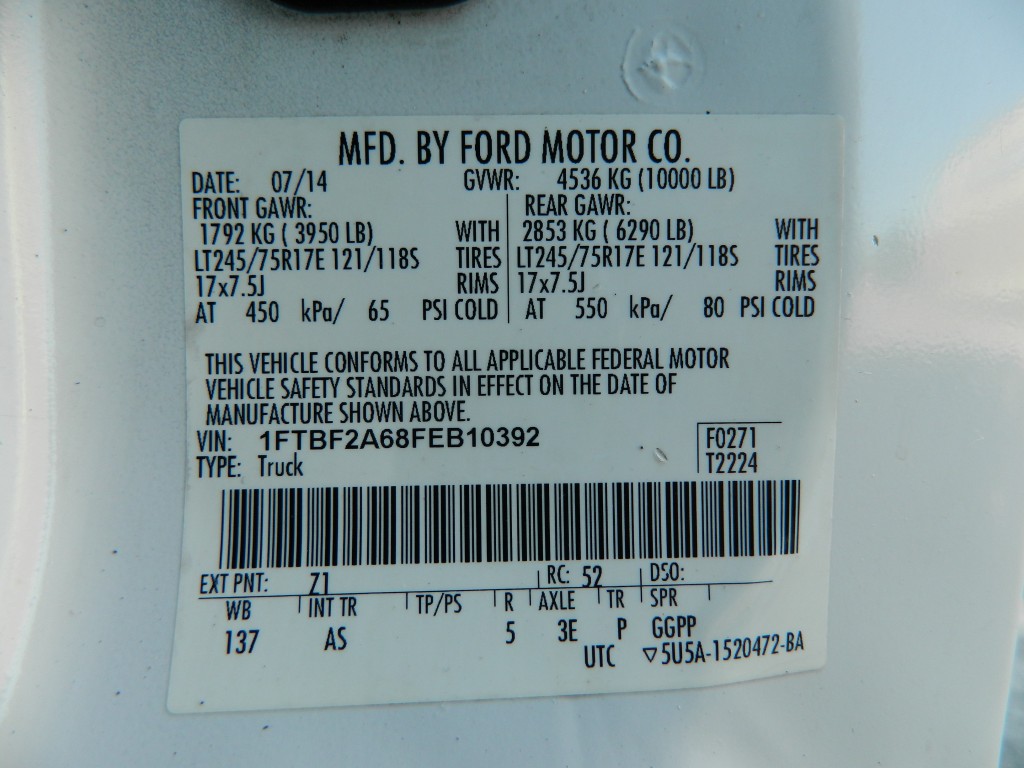 MFD. BY FORD MOTOR CO.
DATE: 07/14 GVWR: 4536 KG (10000 LB)
FRONT GAWR: REAR GAWR:
1792 KG ( 3950 LB) WITH 2853 KG ( 6290 LB) WITH
LT245/75R17E 121/118S TIRES LT245/75R17E 121/118S TIRES
17x7.5J RIMS 17x7.5J RIMS
AT 450 kPa/ 65 PSI COLD AT 550 kPa/ 80 PSI COLD
THIS VEHICLE CONFORMS TO ALL APPLICABLE FEDERAL MOTOR
VEHICLE SAFETY STANDARDS IN EFFECT ON THE DATE OF
MANUFACTURE SHOWN ABOVE.
VIN: 1FTBF2A68FEB10392 F0271
TYPE: Truck T2224
EXT PNT: Z1 RC: 52 DSO:
WB INT TR TP/PS R AXLE TR SPR
137 AS 5 3E P GGPP
UTC ▽5U5A-1520472-BA